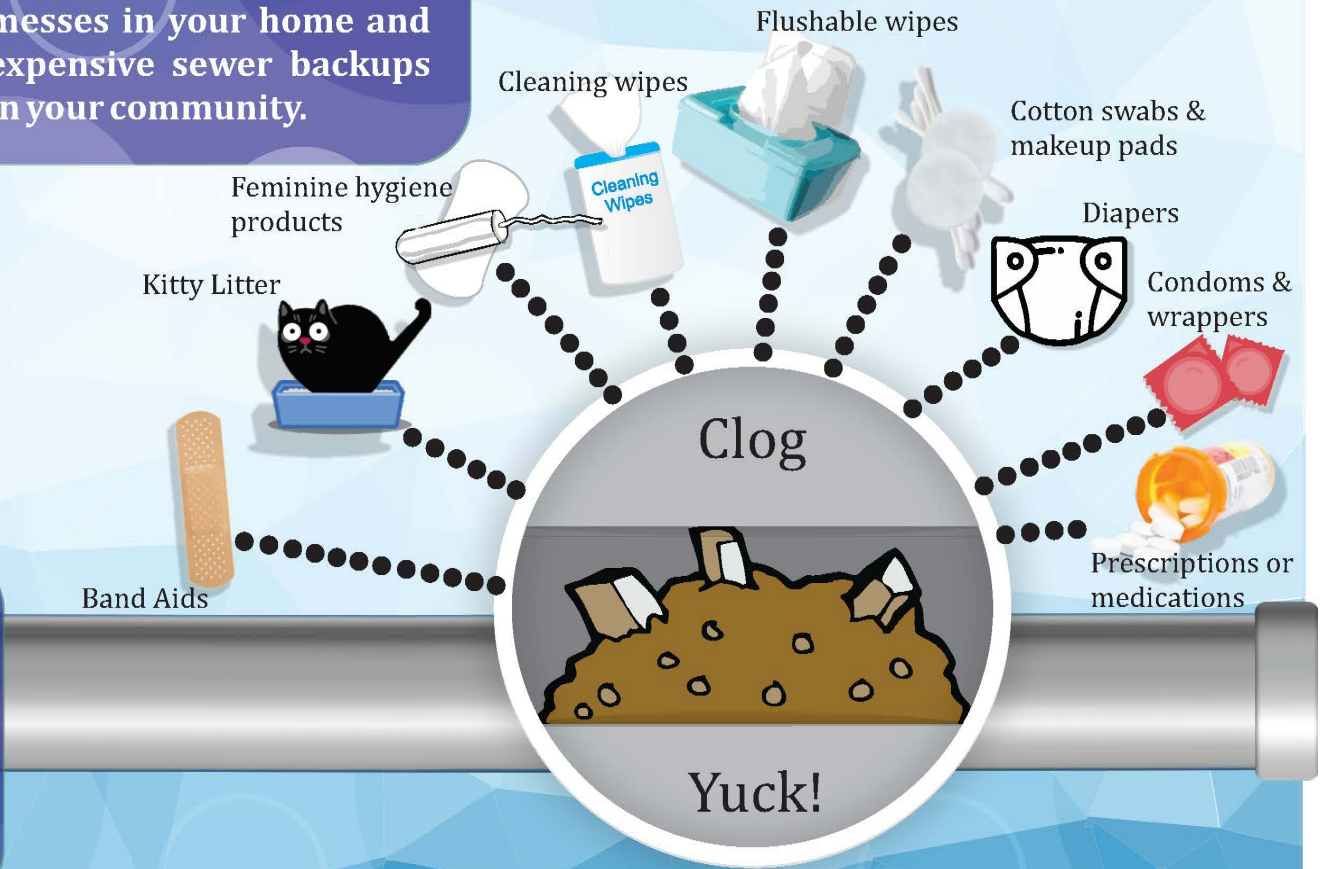 messes in your home and
expensive sewer backups
in your community.
Flushable wipes
Cleaning wipes
Cotton swabs &
makeup pads
Feminine hygiene
products
Cleaning
Wipes
Diapers
Kitty Litter
Condoms &
wrappers
Clog
Band Aids
Prescriptions or
medications
Yuck!